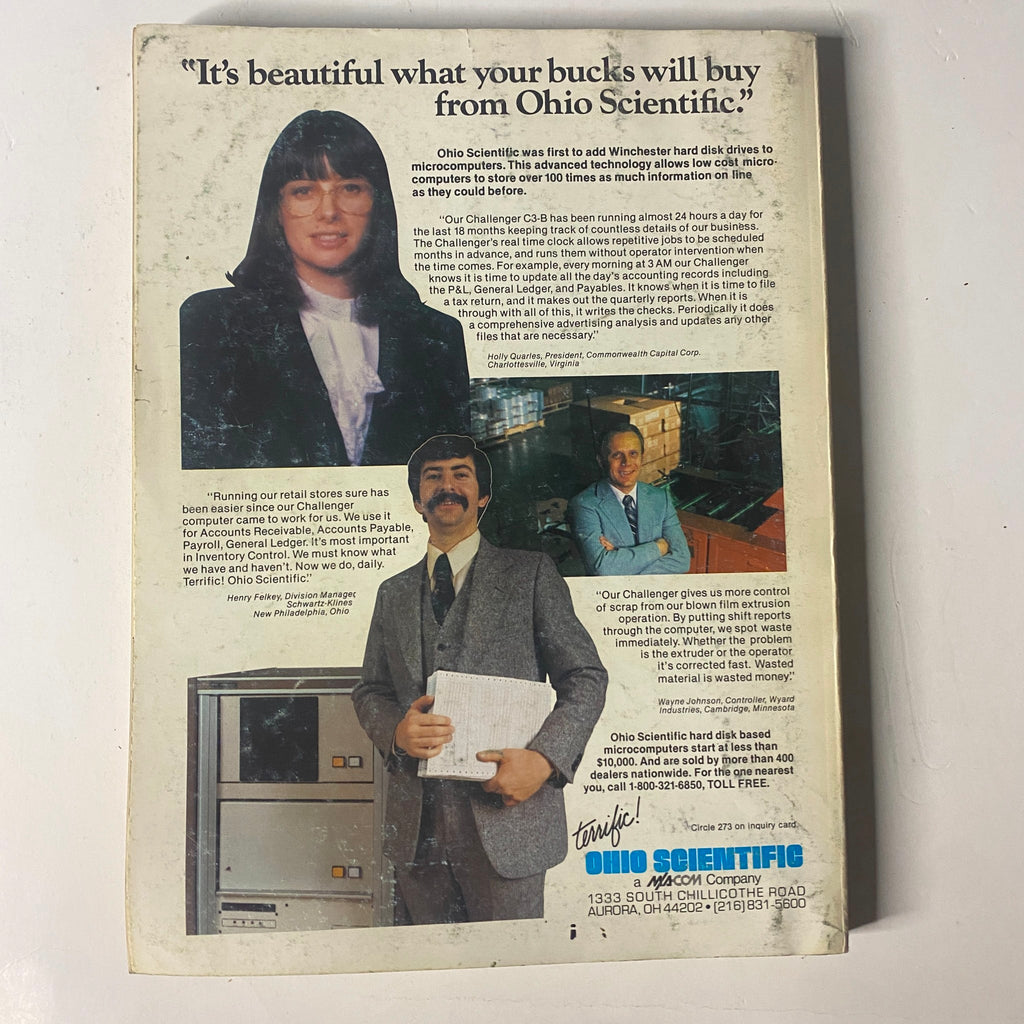 “It’s beautiful what your bucks will buy
from Ohio Scientific.”
Ohio Scientific was first to add Winchester hard disk drives to
microcomputers. This advanced technology allows low cost micro-
computers to store over 100 times as much information on line
as they could before.
“Our Challenger C3-B has been running almost 24 hours a day for
the last 18 months keeping track of countless details of our business.
The Challenger’s real time clock allows repetitive jobs to be scheduled
months in advance, and runs them without operator intervention when
the time comes. For example, every morning at 3 AM our Challenger
knows it is time to update all the day’s accounting records including
the P&L, General Ledger, and Payables. It knows when it is time to file
a tax return, and it makes out the quarterly reports. When it is
through with all of this, it writes the checks. Periodically it does
a comprehensive advertising analysis and updates any other
files that are necessary.”
Holly Quarles, President, Commonwealth Capital Corp.
Charlottesville, Virginia
“Running our retail stores sure has
been easier since our Challenger
computer came to work for us. We use it
for Accounts Receivable, Accounts Payable,
Payroll, General Ledger. It’s most important
in Inventory Control. We must know what
we have and haven’t. Now we do, daily.
Terrific! Ohio Scientific.”
Henry Felkey, Division Manager,
Schwartz-Klines
New Philadelphia, Ohio
“Our Challenger gives us more control
of scrap from our blown film extrusion
operation. By putting shift reports
through the computer, we spot waste
immediately. Whether the problem
is the extruder or the operator
it’s corrected fast. Wasted
material is wasted money.”
Wayne Johnson, Controller, Wyard
Industries, Cambridge, Minnesota
Ohio Scientific hard disk based
microcomputers start at less than
$10,000. And are sold by more than 400
dealers nationwide. For the one nearest
you, call 1-800-321-6850, TOLL FREE.
terrific!
Circle 273 on inquiry card.
OHIO SCIENTIFIC
a M/A-COM Company
1333 SOUTH CHILLICOTHE ROAD
AURORA, OH 44202 • [216] 831-5600